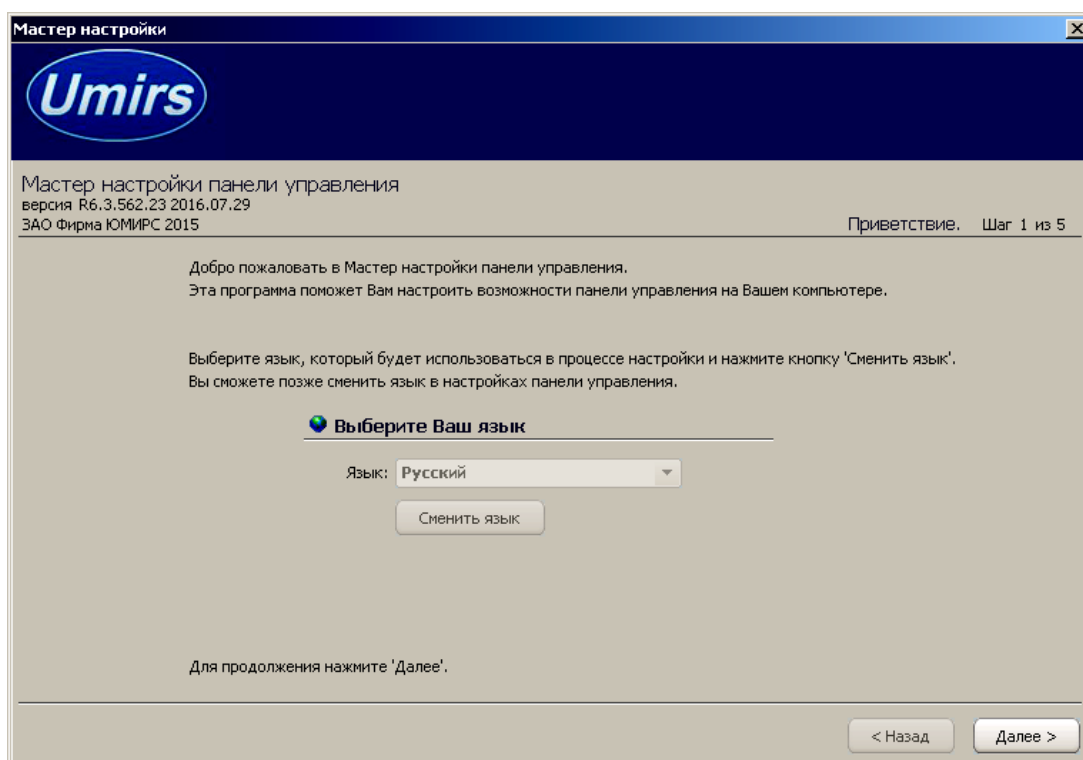 Мастер настройки
Umirs
Мастер настройки панели управления
версия R6.3.562.23 2016.07.29
ЗАО Фирма ЮМИРС 2015
Приветствие. Шаг 1 из 5
Добро пожаловать в Мастер настройки панели управления.
Эта программа поможет Вам настроить возможности панели управления на Вашем компьютере.
Выберите язык, который будет использоваться в процессе настройки и нажмите кнопку 'Сменить язык'.
Вы сможете позже сменить язык в настройках панели управления.
Выберите Ваш язык
Язык: Русский
Сменить язык
Для продолжения нажмите 'Далее'.
< Назад Далее >